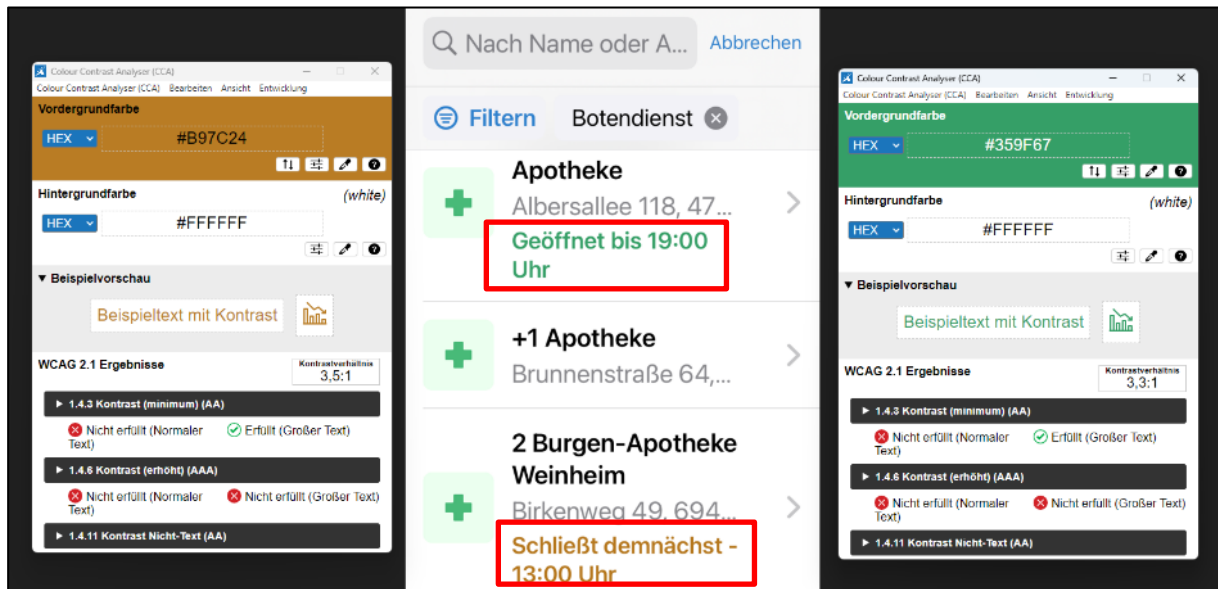 Colour Contrast Analyser (CCA)
Colour Contrast Analyser (CCA) Bearbeiten Ansicht Entwicklung
Vordergrundfarbe
HEX #B97C24
Hintergrundfarbe (white)
HEX #FFFFFF
▼ Beispielvorschau
Beispieltext mit Kontrast
WCAG 2.1 Ergebnisse
Kontrastverhältnis
3,5:1
▶ 1.4.3 Kontrast (minimum) (AA)
Nicht erfüllt (Normaler
Text)
Erfüllt (Großer Text)
▶ 1.4.6 Kontrast (erhöht) (AAA)
Nicht erfüllt (Normaler
Text)
Nicht erfüllt (Großer Text)
▶ 1.4.11 Kontrast Nicht-Text (AA)
Nach Name oder A... Abbrechen
Filtern Botendienst
Apotheke
Albersallee 118, 47...
Geöffnet bis 19:00
Uhr
+1 Apotheke
Brunnenstraße 64,...
2 Burgen-Apotheke
Weinheim
Birkenweg 49, 694...
Schließt demnächst -
13:00 Uhr
Colour Contrast Analyser (CCA)
Colour Contrast Analyser (CCA) Bearbeiten Ansicht Entwicklung
Vordergrundfarbe
HEX #359F67
Hintergrundfarbe (white)
HEX #FFFFFF
▼ Beispielvorschau
Beispieltext mit Kontrast
WCAG 2.1 Ergebnisse
Kontrastverhältnis
3,3:1
▶ 1.4.3 Kontrast (minimum) (AA)
Nicht erfüllt (Normaler
Text)
Erfüllt (Großer Text)
▶ 1.4.6 Kontrast (erhöht) (AAA)
Nicht erfüllt (Normaler
Text)
Nicht erfüllt (Großer Text)
▶ 1.4.11 Kontrast Nicht-Text (AA)